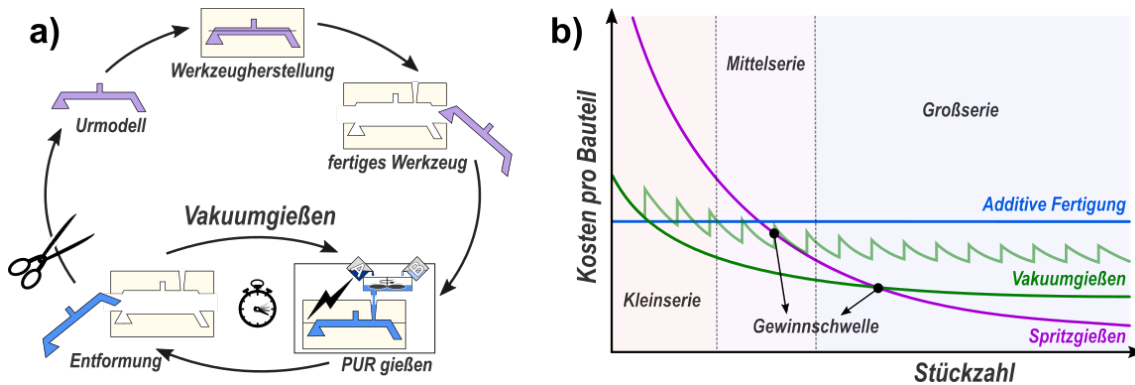 a)
Werkzeugherstellung
Urmodell
fertiges Werkzeug
Vakuumgießen
A
B
Entformung
PUR gießen
b)
Kosten pro Bauteil
Mittelserie
Großserie
Additive Fertigung
Vakuumgießen
Kleinserie
Gewinnschwelle
Spritzgießen
Stückzahl